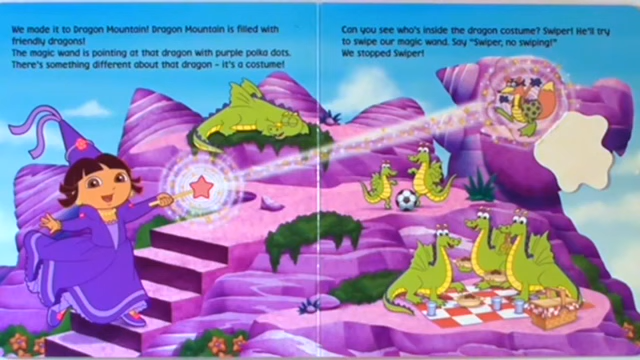 We made it to Dragon Mountain! Dragon Mountain is filled with
friendly dragons!
The magic wand is pointing at that dragon with purple polka dots.
There's something different about that dragon – it's a costume!
Can you see who's inside the dragon costume? Swiper! He'll try
to swipe our magic wand. Say "Swiper, no swiping!"
We stopped Swiper!